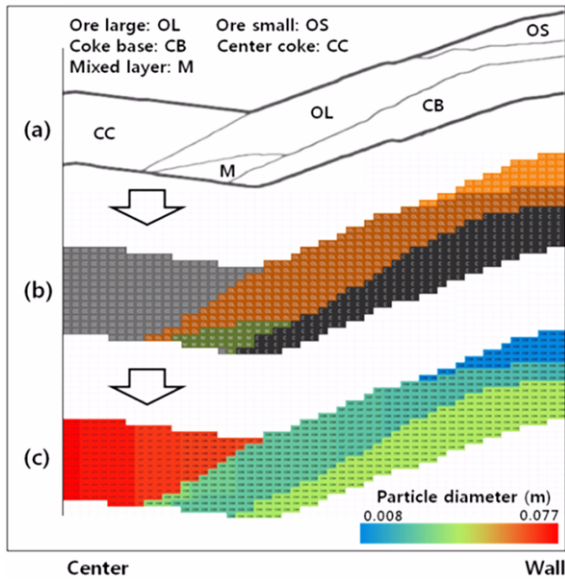 Ore large: OL Ore small: OS
Coke base: CB Center coke: CC
Mixed layer: M
OS
(a)
CC
OL
CB
M
(b)
(c)
Particle diameter (m)
0.008 0.077
Center Wall